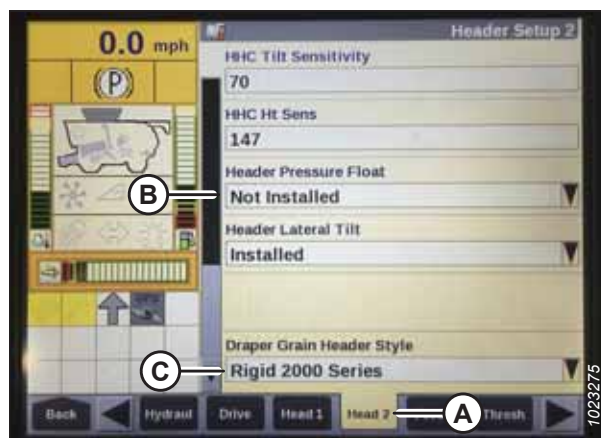 0.0 mph
Header Setup 2
(P)
HHC Tilt Sensitivity
70
HHC Ht Sens
147
Header Pressure Float
B
Not Installed
Header Lateral Tilt
Installed
Draper Grain Header Style
C
Rigid 2000 Series
Back
Hydraul
Drive
Head 1
Head 2
A
Thresh
1023275